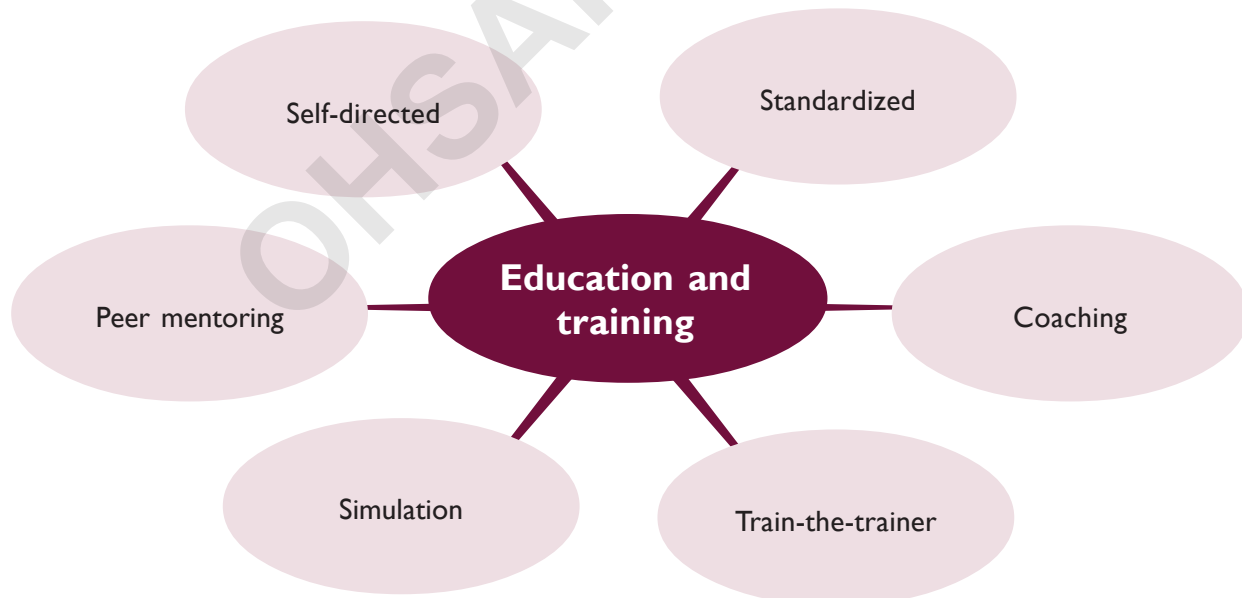 Self-directed
Standardized
Education and
training
Peer mentoring
Coaching
Simulation
Train-the-trainer